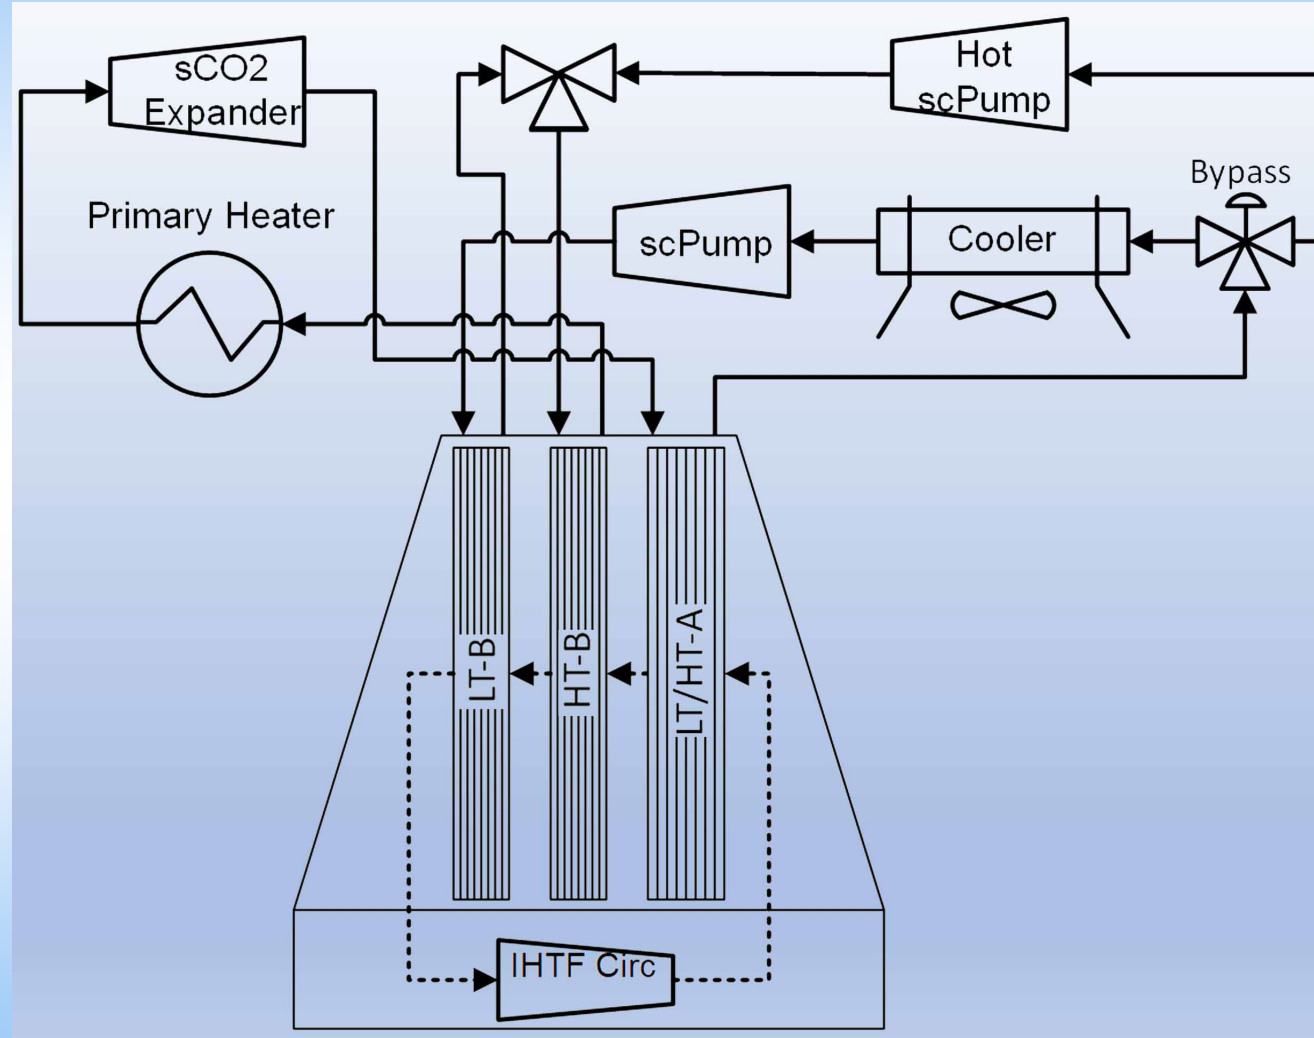 sCO2
Expander
Hot
scPump
Bypass
Primary Heater
scPump
Cooler
LT-B
HT-B
LT/HT-A
IHTF Circ